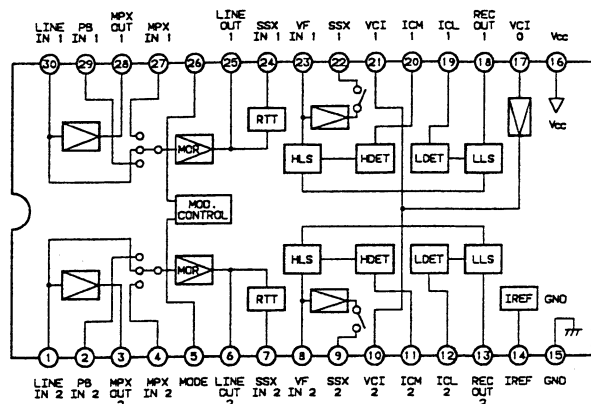 LINE IN 1
PB IN 1
MPX OUT 1
MPX IN 1
LINE OUT 1
SSX IN 1
VF IN 1
SSX 1
VCI 1
ICM 1
ICL 1
REC OUT 1
VCI 0
Vcc
30 29 28 27 26 25 24 23 22 21 20 19 18 17 16
Vcc
RTT
MOR
HLS
HDET
LDET
LLS
MOD. CONTROL
MOR
RTT
HLS
HDET
LDET
LLS
IREF
GND
1 2 3 4 5 6 7 8 9 10 11 12 13 14 15
LINE IN 2
PB IN 2
MPX OUT 2
MPX IN 2
MODE
LINE OUT 2
SSX IN 2
VF IN 2
SSX 2
VCI 2
ICM 2
ICL 2
REC OUT 2
IREF
GND